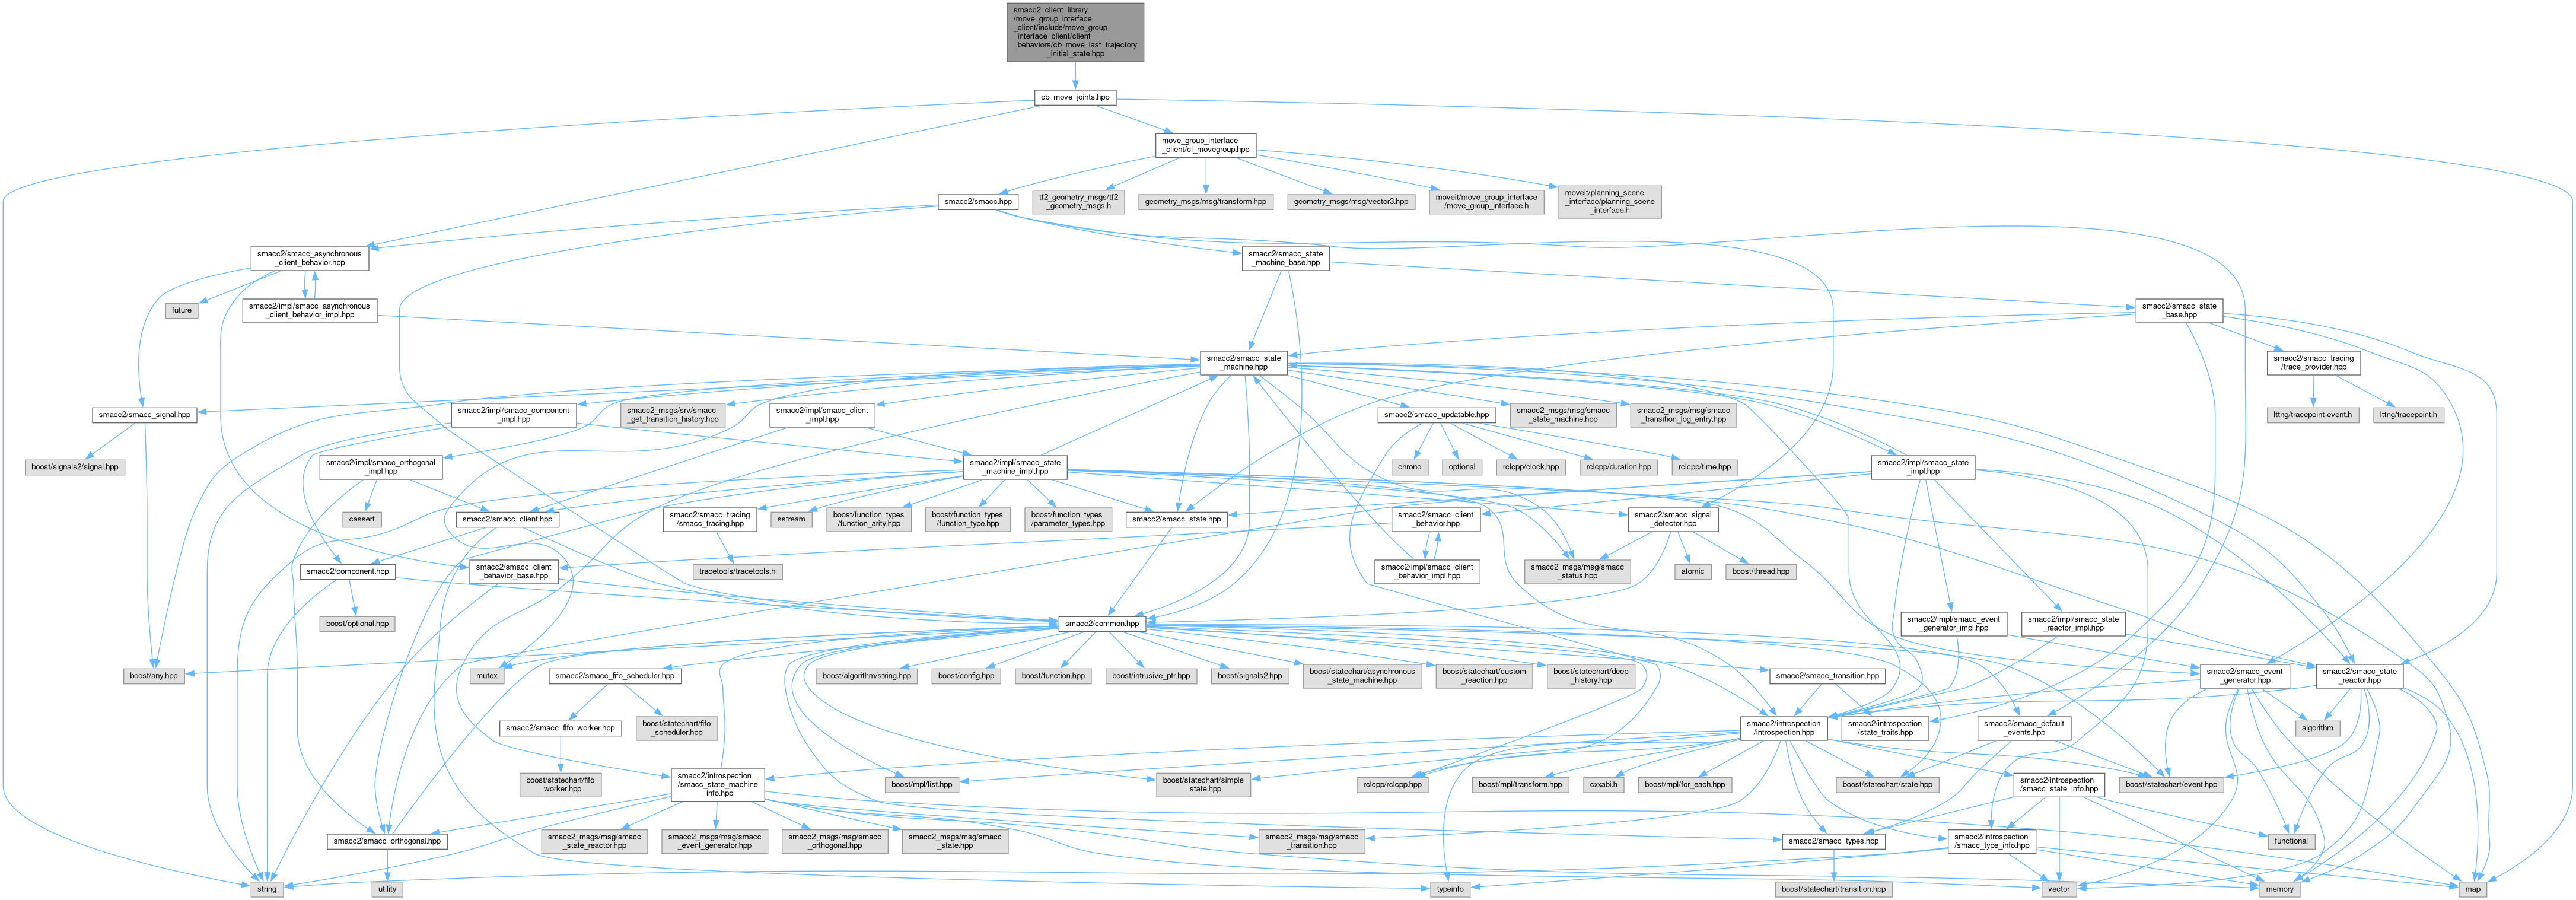 smacc2_client_library
/move_group_interface
_client/include/move_group
_interface_client/client
_behaviors/cb_move_last_trajectory
_initial_state.hpp
cb_move_joints.hpp
move_group_interface
_client/cl_movegroup.hpp
smacc2/smacc.hpp
tf2_geometry_msgs/tf2
_geometry_msgs.h
geometry_msgs/msg/transform.hpp
geometry_msgs/msg/vector3.hpp
moveit/move_group_interface
/move_group_interface.h
moveit/planning_scene
_interface/planning_scene
_interface.h
smacc2/smacc_asynchronous
_client_behavior.hpp
smacc2/smacc_state
_machine_base.hpp
future
smacc2/impl/smacc_asynchronous
_client_behavior_impl.hpp
smacc2/smacc_state
_base.hpp
smacc2/smacc_state
_machine.hpp
smacc2/smacc_tracing
/trace_provider.hpp
smacc2/smacc_signal.hpp
smacc2/impl/smacc_component
_impl.hpp
smacc2_msgs/srv/smacc
_get_transition_history.hpp
smacc2/impl/smacc_client
_impl.hpp
smacc2/smacc_updatable.hpp
smacc2_msgs/msg/smacc
_state_machine.hpp
smacc2_msgs/msg/smacc
_transition_log_entry.hpp
lttng/tracepoint-event.h
lttng/tracepoint.h
boost/signals2/signal.hpp
smacc2/impl/smacc_orthogonal
_impl.hpp
smacc2/impl/smacc_state
_machine_impl.hpp
chrono
optional
rclcpp/clock.hpp
rclcpp/duration.hpp
rclcpp/time.hpp
smacc2/impl/smacc_state
_impl.hpp
cassert
smacc2/smacc_client.hpp
smacc2/smacc_tracing
/smacc_tracing.hpp
sstream
boost/function_types
/function_arity.hpp
boost/function_types
/function_type.hpp
boost/function_types
/parameter_types.hpp
smacc2/smacc_state.hpp
smacc2/smacc_client
_behavior.hpp
smacc2/smacc_signal
_detector.hpp
smacc2/component.hpp
smacc2/smacc_client
_behavior_base.hpp
tracetools/tracetools.h
smacc2/impl/smacc_client
_behavior_impl.hpp
smacc2_msgs/msg/smacc
_status.hpp
atomic
boost/thread.hpp
boost/optional.hpp
smacc2/common.hpp
smacc2/impl/smacc_event
_generator_impl.hpp
smacc2/impl/smacc_state
_reactor_impl.hpp
boost/any.hpp
mutex
smacc2/smacc_fifo_scheduler.hpp
boost/algorithm/string.hpp
boost/config.hpp
boost/function.hpp
boost/intrusive_ptr.hpp
boost/signals2.hpp
boost/statechart/asynchronous
_state_machine.hpp
boost/statechart/custom
_reaction.hpp
boost/statechart/deep
_history.hpp
smacc2/smacc_transition.hpp
smacc2/smacc_event
_generator.hpp
smacc2/smacc_state
_reactor.hpp
smacc2/smacc_fifo_worker.hpp
boost/statechart/fifo
_scheduler.hpp
smacc2/introspection
/introspection.hpp
smacc2/introspection
/state_traits.hpp
smacc2/smacc_default
_events.hpp
algorithm
boost/statechart/fifo
_worker.hpp
smacc2/introspection
/smacc_state_machine
_info.hpp
boost/mpl/list.hpp
boost/statechart/simple
_state.hpp
rclcpp/rclcpp.hpp
boost/mpl/transform.hpp
cxxabi.h
boost/mpl/for_each.hpp
boost/statechart/state.hpp
smacc2/introspection
/smacc_state_info.hpp
boost/statechart/event.hpp
smacc2/smacc_orthogonal.hpp
smacc2_msgs/msg/smacc
_state_reactor.hpp
smacc2_msgs/msg/smacc
_event_generator.hpp
smacc2_msgs/msg/smacc
_orthogonal.hpp
smacc2_msgs/msg/smacc
_state.hpp
smacc2_msgs/msg/smacc
_transition.hpp
smacc2/smacc_types.hpp
smacc2/introspection
/smacc_type_info.hpp
functional
string
utility
typeinfo
boost/statechart/transition.hpp
vector
memory
map